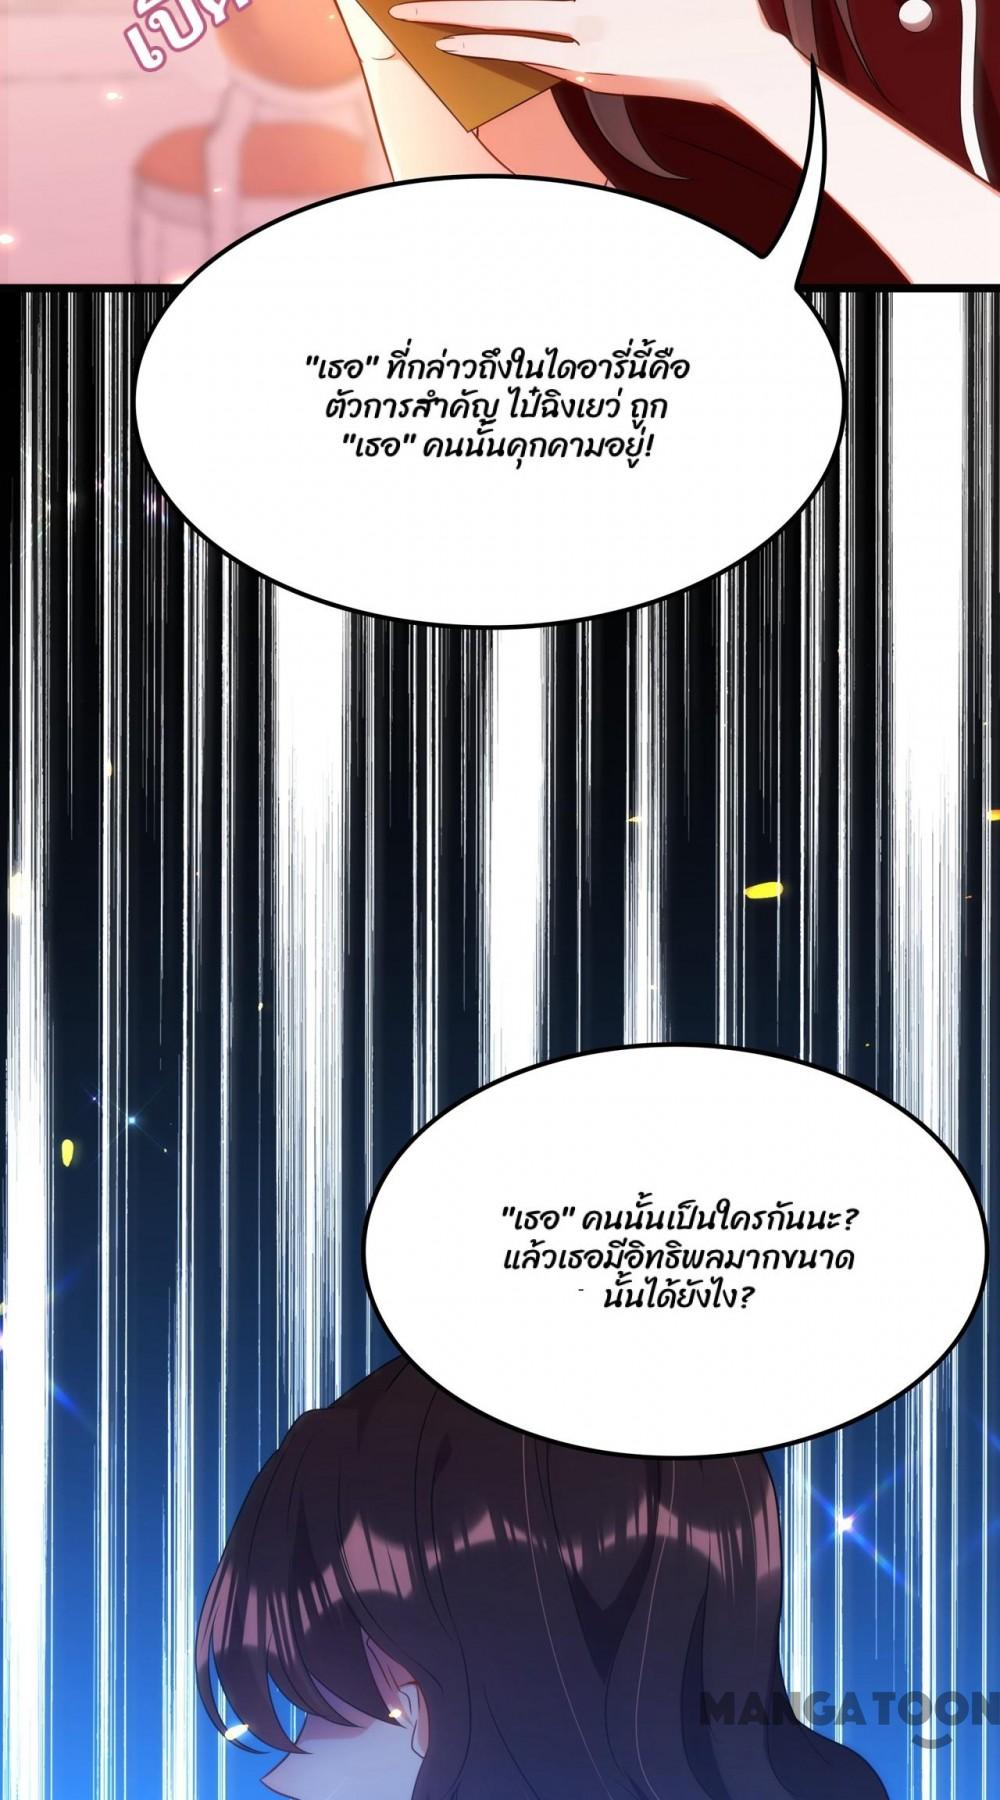 "เธอ" ที่กล่าวถึงในไดอารี่นี้คือ
ตัวการสำคัญ ไป๋ฉิงเยว่ ถูก
"เธอ" คนนั้นคุกคามอยู่!
"เธอ" คนนั้นเป็นใครกันนะ?
แล้วเธอมีอิทธิพลมากขนาด
นั้นได้ยังไง?
MANGATOON